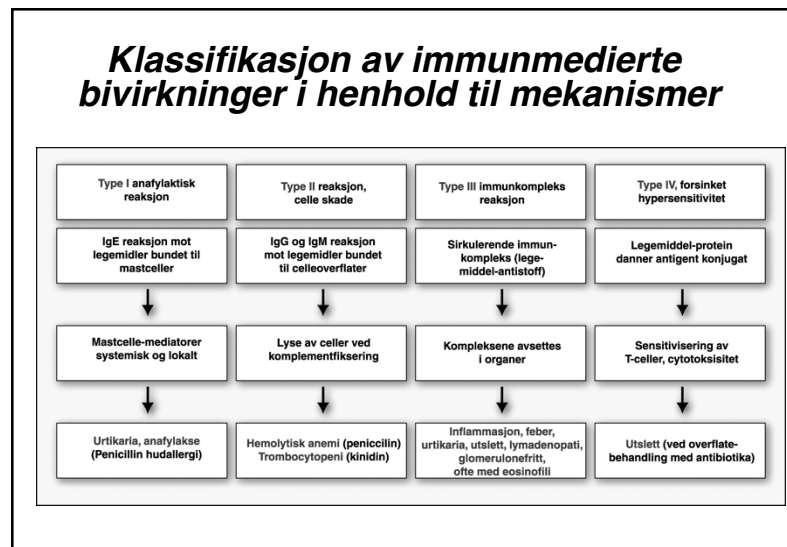 Klassifikasjon av immunmedierte
bivirkninger i henhold til mekanismer
Type I anafylaktisk
reaksjon
IgE reaksjon mot
legemidler bundet til
mastceller
Mastcelle-mediatorer
systemisk og lokalt
Urtikaria, anafylakse
(Penicillin hudallergi)
Type II reaksjon,
celle skade
IgG og IgM reaksjon
mot legemidler bundet
til celleoverflater
Lyse av celler ved
komplementfiksering
Hemolytisk anemi (peniccilin)
Trombocytopeni (kinidin)
Type III immunkompleks
reaksjon
Sirkulerende immun-
kompleks (lege-
middel-antistoff)
Kompleksene avsettes
i organer
Inflammasjon, feber,
urtikaria, utslett, lymadenopati,
glomerulonefritt,
ofte med eosinofili
Type IV, forsinket
hypersensitivitet
Legemiddel-protein
danner antigent konjugat
Sensitivisering av
T-celler, cytotoksisitet
Utslett (ved overflate-
behandling med antibiotika)